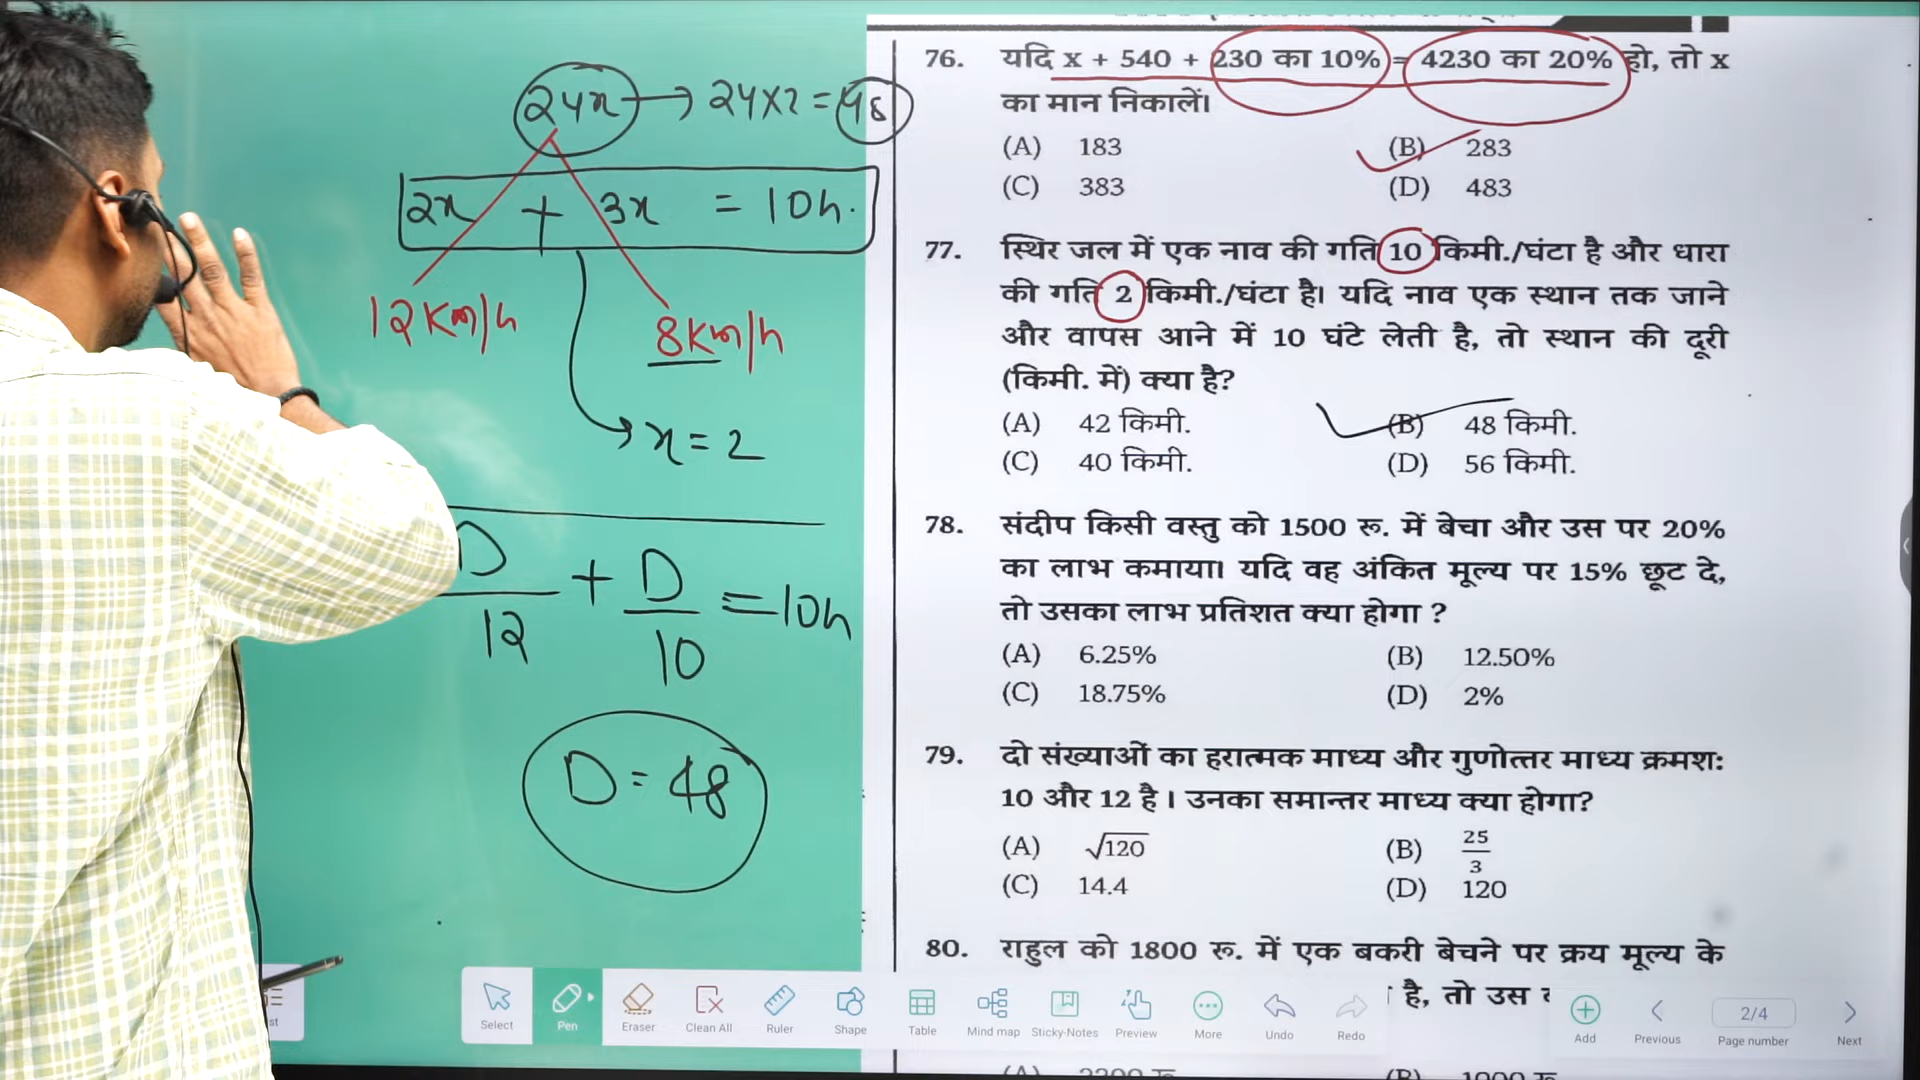 24x → 24x2 = 48
2x + 3x = 10h.
12Km/h
8Km/h
x = 2
D/12 + D/10 = 10h
D = 48
76. यदि x + 540 + 230 का 10% = 4230 का 20% हो, तो x
का मान निकालें।
(A) 183 (B) 283
(C) 383 (D) 483
77. स्थिर जल में एक नाव की गति 10 किमी./घंटा है और धारा
की गति 2 किमी./घंटा है। यदि नाव एक स्थान तक जाने
और वापस आने में 10 घंटे लेती है, तो स्थान की दूरी
(किमी. में) क्या है?
(A) 42 किमी. (B) 48 किमी.
(C) 40 किमी. (D) 56 किमी.
78. संदीप किसी वस्तु को 1500 रू. में बेचा और उस पर 20%
का लाभ कमाया। यदि वह अंकित मूल्य पर 15% छूट दे,
तो उसका लाभ प्रतिशत क्या होगा ?
(A) 6.25% (B) 12.50%
(C) 18.75% (D) 2%
79. दो संख्याओं का हरात्मक माध्य और गुणोत्तर माध्य क्रमश:
10 और 12 है । उनका समान्तर माध्य क्या होगा?
(A) √120 (B) 25/3
(C) 14.4 (D) 120
80. राहुल को 1800 रू. में एक बकरी बेचने पर क्रय मूल्य के
है, तो उस
Select Pen Eraser Clean All Ruler Shape Table Mind map Sticky-Notes Preview More Undo Redo Add Previous 2/4 Page number Next